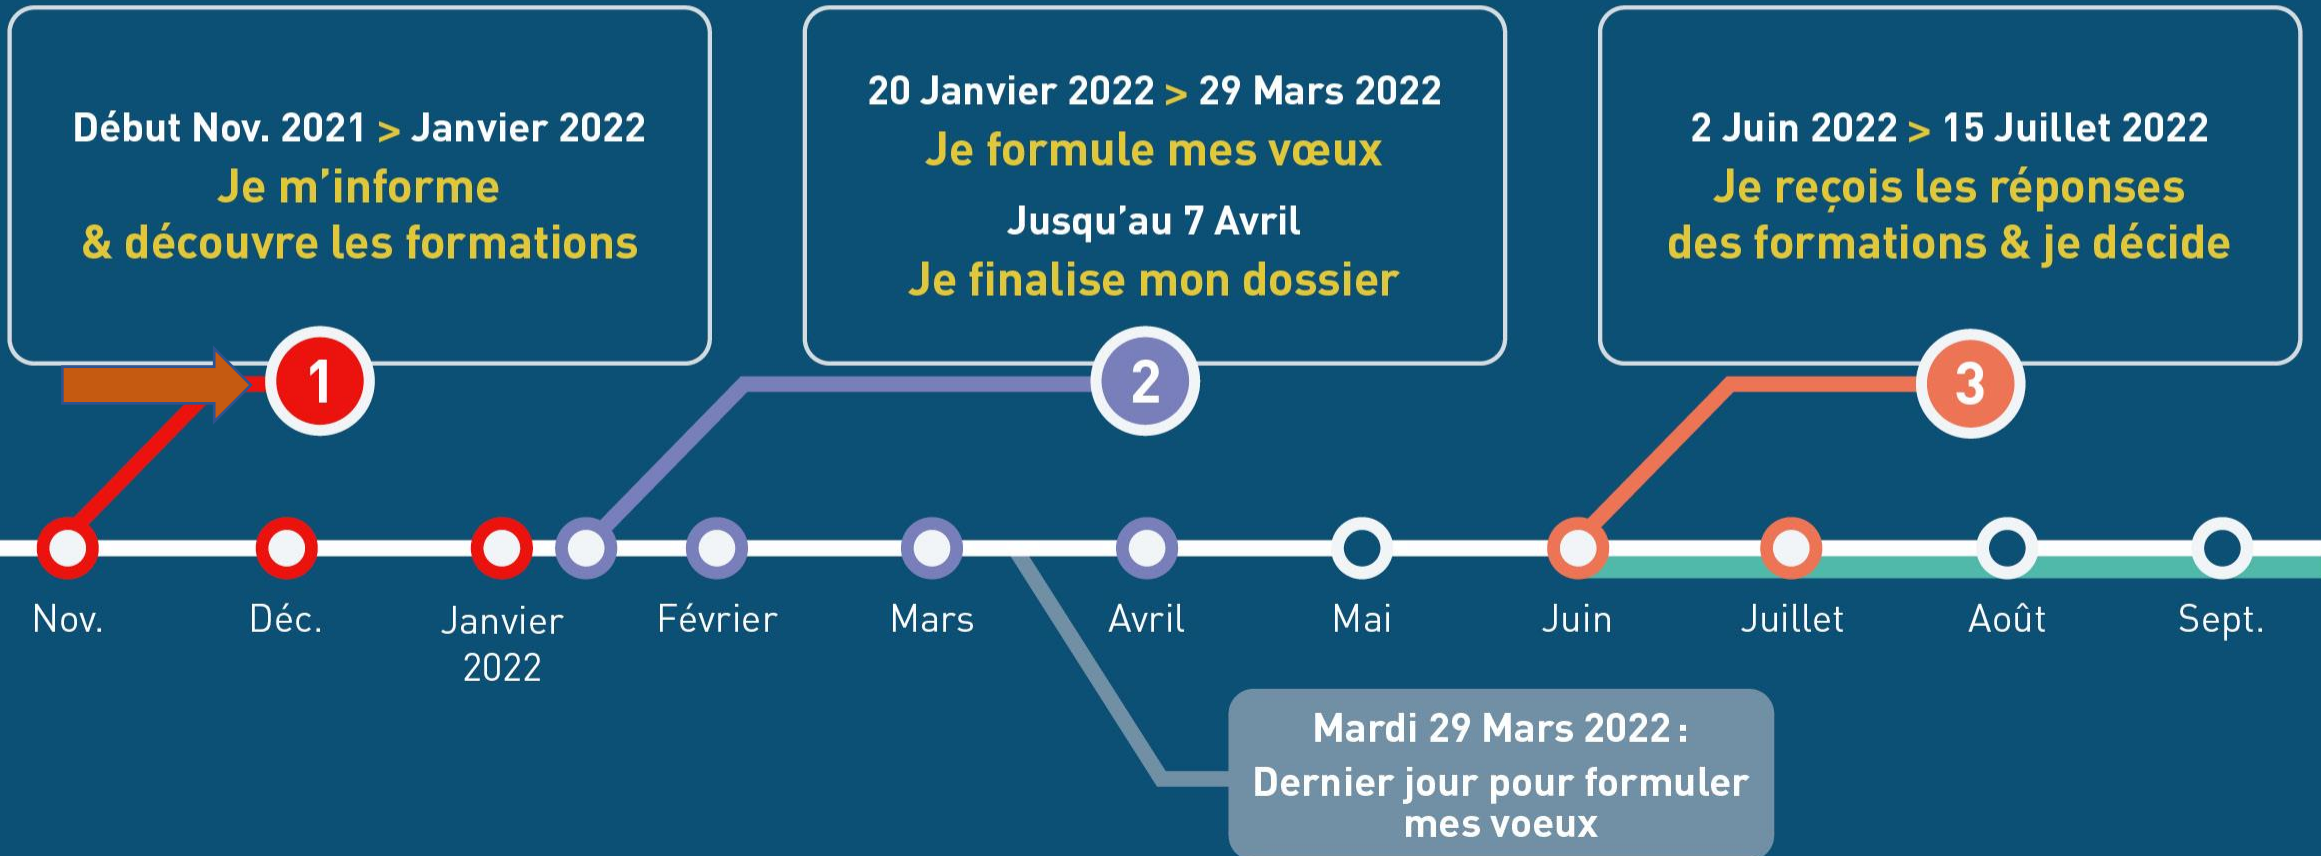 Début Nov. 2021 > Janvier 2022
Je m'informe
& découvre les formations
1
20 Janvier 2022 > 29 Mars 2022
Je formule mes vœux
Jusqu'au 7 Avril
Je finalise mon dossier
2
2 Juin 2022 > 15 Juillet 2022
Je reçois les réponses
des formations & je décide
3
Nov.
Déc.
Janvier
2022
Février
Mars
Avril
Mai
Juin
Juillet
Août
Sept.
Mardi 29 Mars 2022 :
Dernier jour pour formuler
mes voeux